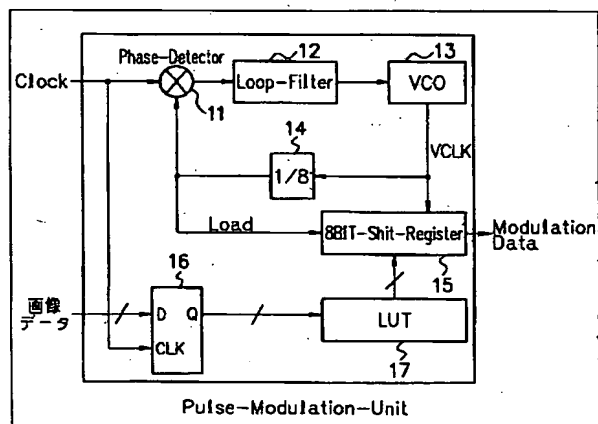 Phase-Detector
12
13
Clock
Loop-Filter
VCO
11
14
VCLK
1/8
Load
8BIT-Shit-Register
Modulation
Data
16
15
画像
データ
D Q
LUT
CLK
17
Pulse-Modulation-Unit